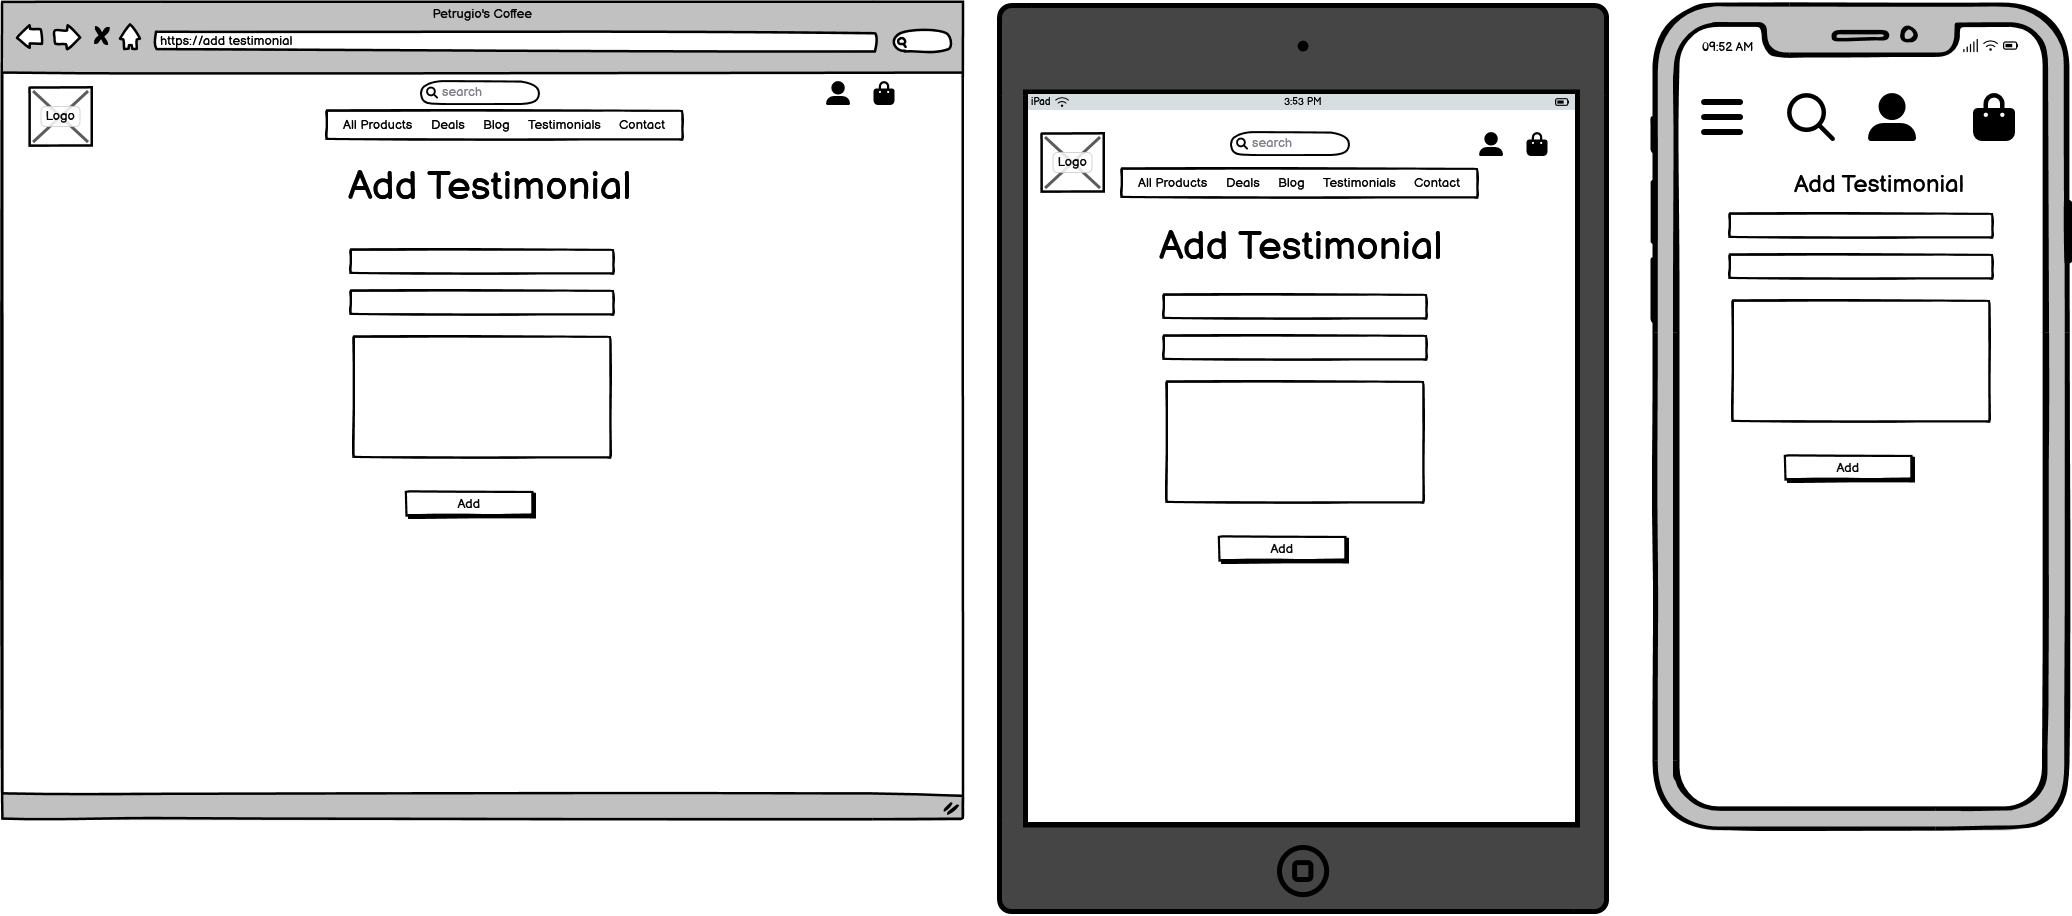 Petrugio's Coffee
https://add testimonial
search
Logo
All Products Deals Blog Testimonials Contact
Add Testimonial
Add
iPad 3:53 PM
search
Logo
All Products Deals Blog Testimonials Contact
Add Testimonial
Add
09:52 AM
Add Testimonial
Add